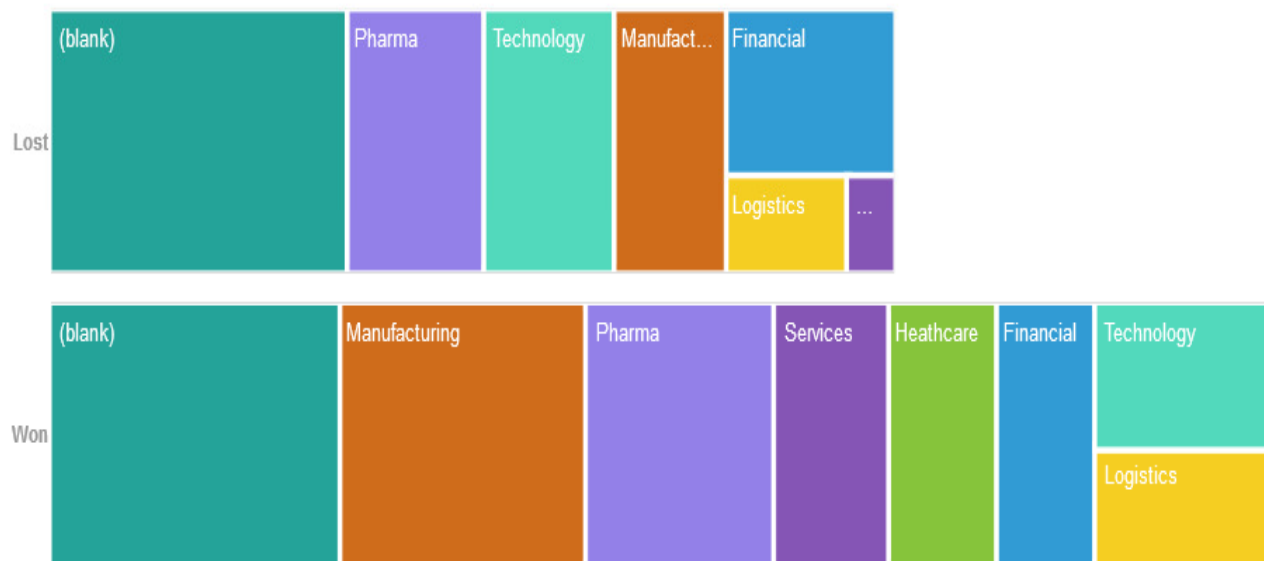 (blank)
Pharma
Technology
Manufact...
Financial
Lost
Logistics
...
(blank)
Manufacturing
Pharma
Services
Heathcare
Financial
Technology
Won
Logistics